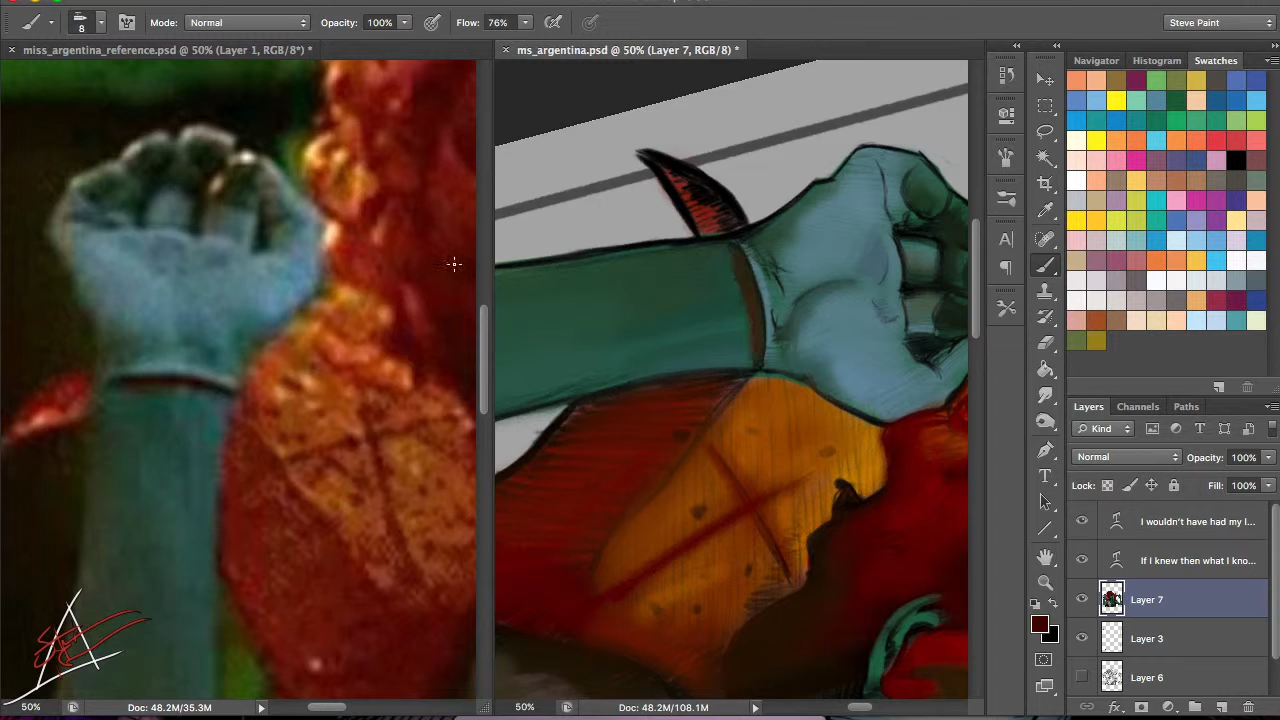 8
Mode: Normal
Opacity: 100%
Flow: 76%
Steve Paint
miss_argentina_reference.psd @ 50% (Layer 1, RGB/8*) *
ms_argentina.psd @ 50% (Layer 7, RGB/8) *
Navigator Histogram Swatches
Layers Channels Paths
Kind
Normal Opacity: 100%
Lock: Fill: 100%
I wouldn't have had my l...
If I knew then what I kno...
Layer 7
Layer 3
Layer 6
50% Doc: 48.2M/35.3M
50% Doc: 48.2M/108.1M